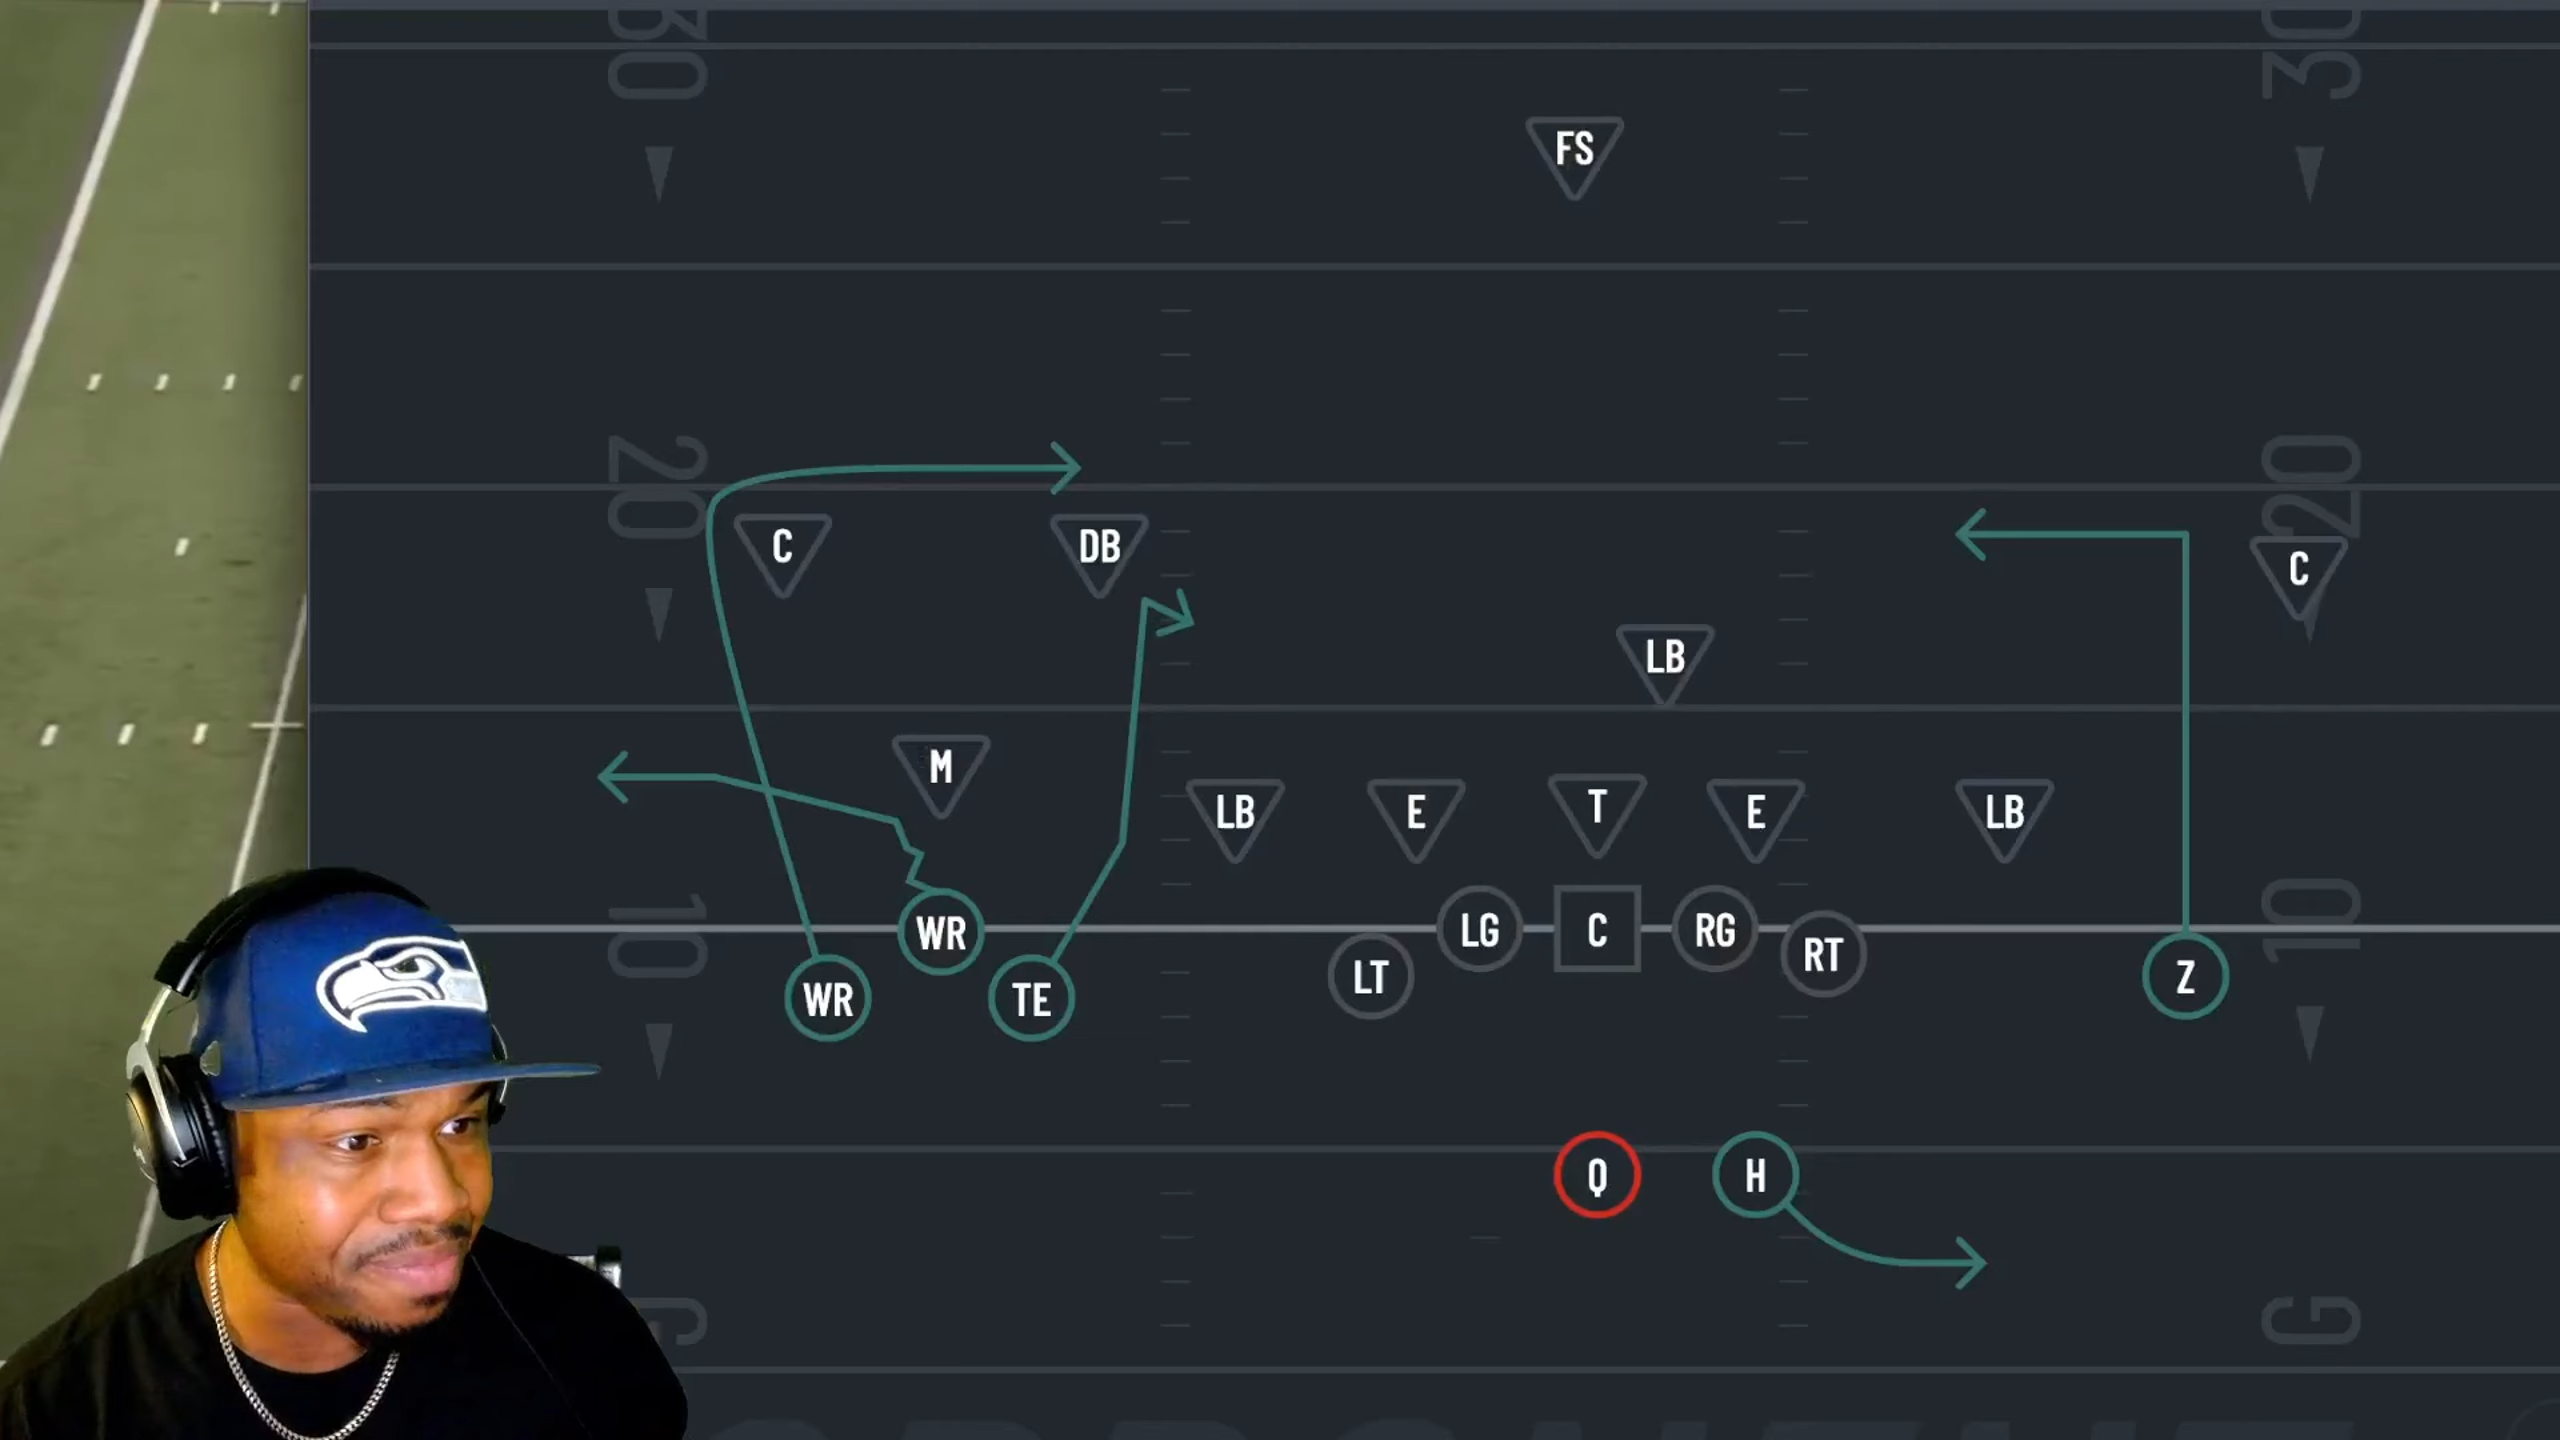 30 30
FS
20 20
C DB C
LB
M
LB E T E LB
10 10
WR LG C RG
WR TE LT RT Z
Q H
G G